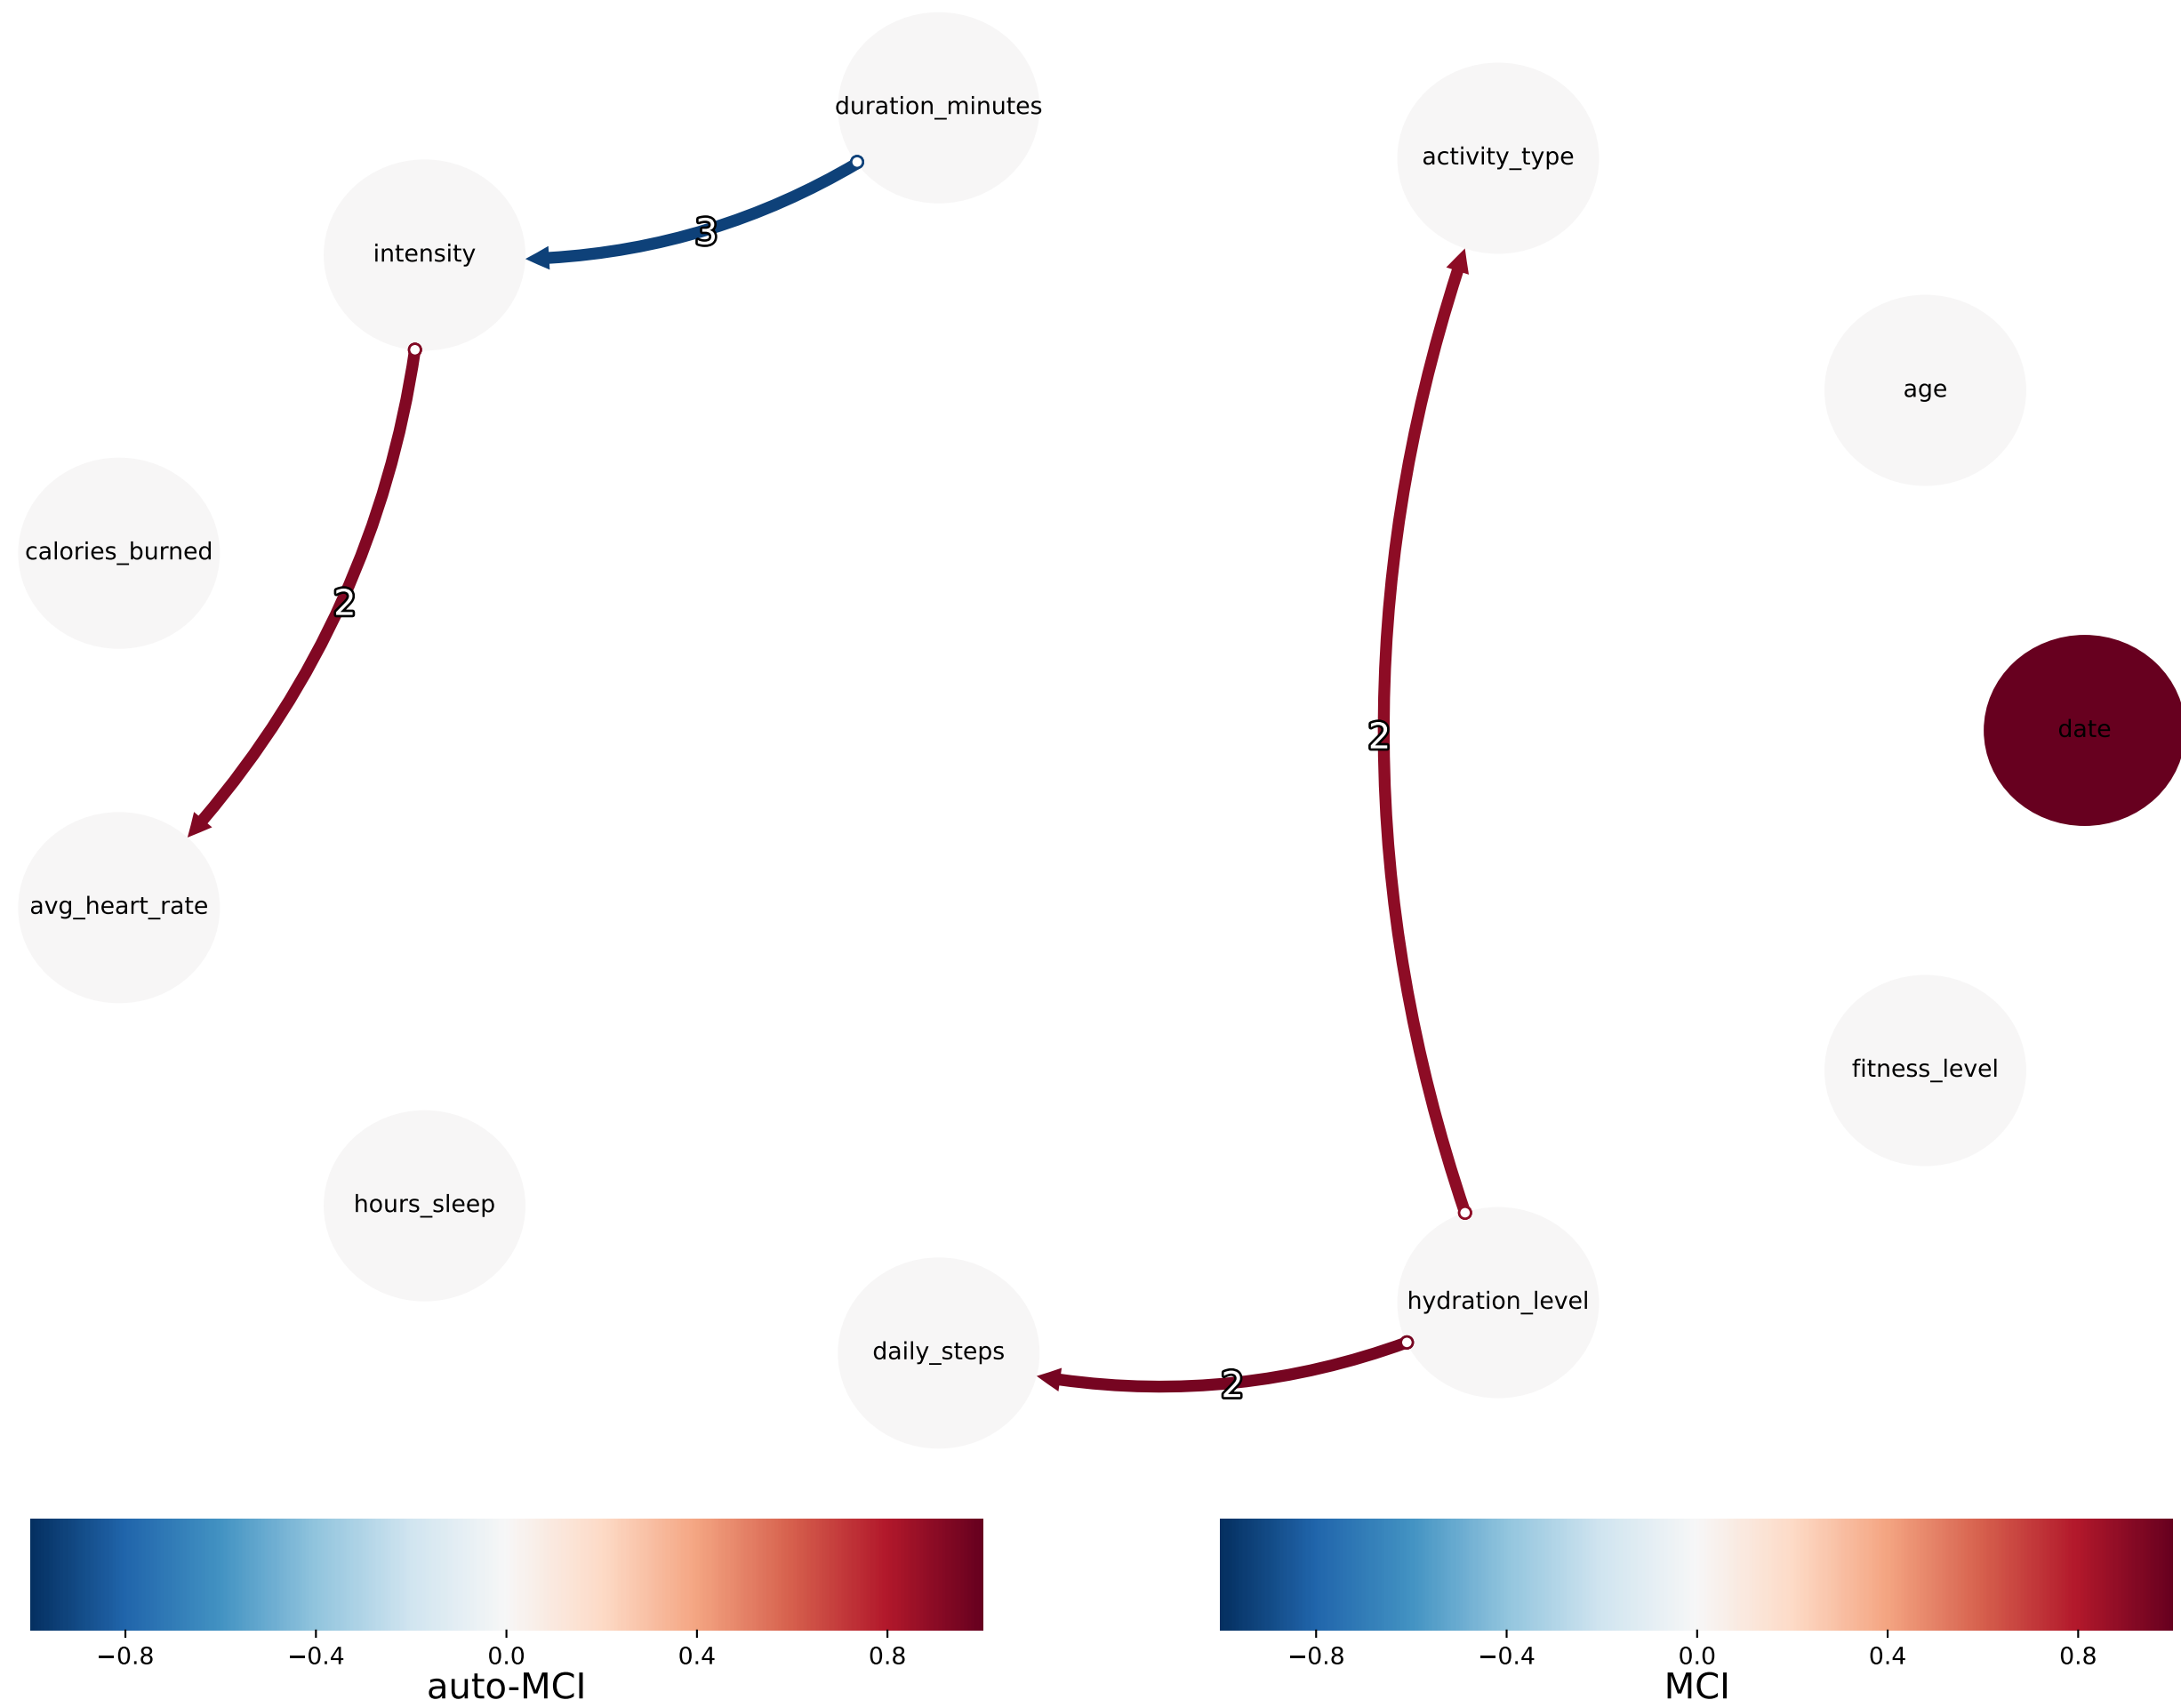 duration_minutes
activity_type
intensity
3
age
calories_burned
2
date
2
avg_heart_rate
fitness_level
hours_sleep
hydration_level
daily_steps
2
−0.8 −0.4 0.0 0.4 0.8
auto-MCI
−0.8 −0.4 0.0 0.4 0.8
MCI